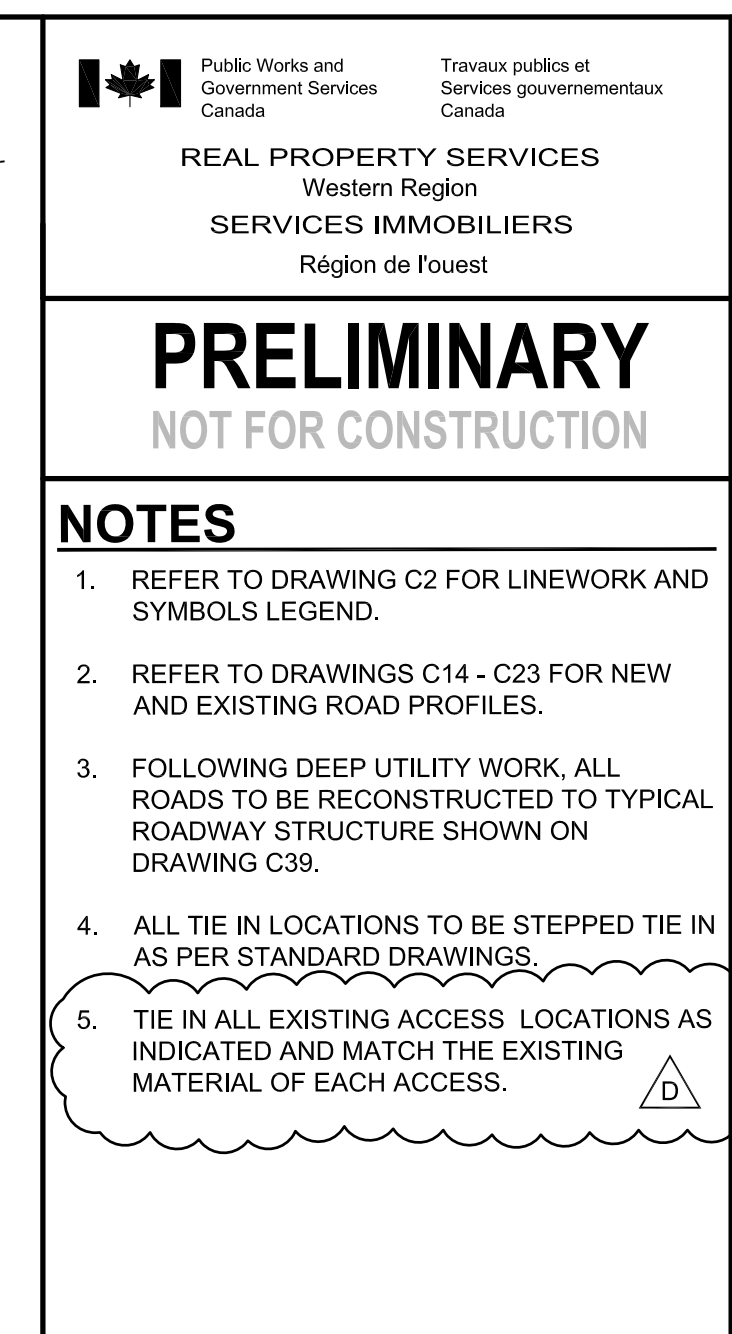 Public Works and
Government Services
Canada
Travaux publics et
Services gouvernementaux
Canada
REAL PROPERTY SERVICES
Western Region
SERVICES IMMOBILIERS
Région de l'ouest
PRELIMINARY
NOT FOR CONSTRUCTION
NOTES
1. REFER TO DRAWING C2 FOR LINEWORK AND
SYMBOLS LEGEND.
2. REFER TO DRAWINGS C14 - C23 FOR NEW
AND EXISTING ROAD PROFILES.
3. FOLLOWING DEEP UTILITY WORK, ALL
ROADS TO BE RECONSTRUCTED TO TYPICAL
ROADWAY STRUCTURE SHOWN ON
DRAWING C39.
4. ALL TIE IN LOCATIONS TO BE STEPPED TIE IN
AS PER STANDARD DRAWINGS.
5. TIE IN ALL EXISTING ACCESS LOCATIONS AS
INDICATED AND MATCH THE EXISTING
MATERIAL OF EACH ACCESS.
D